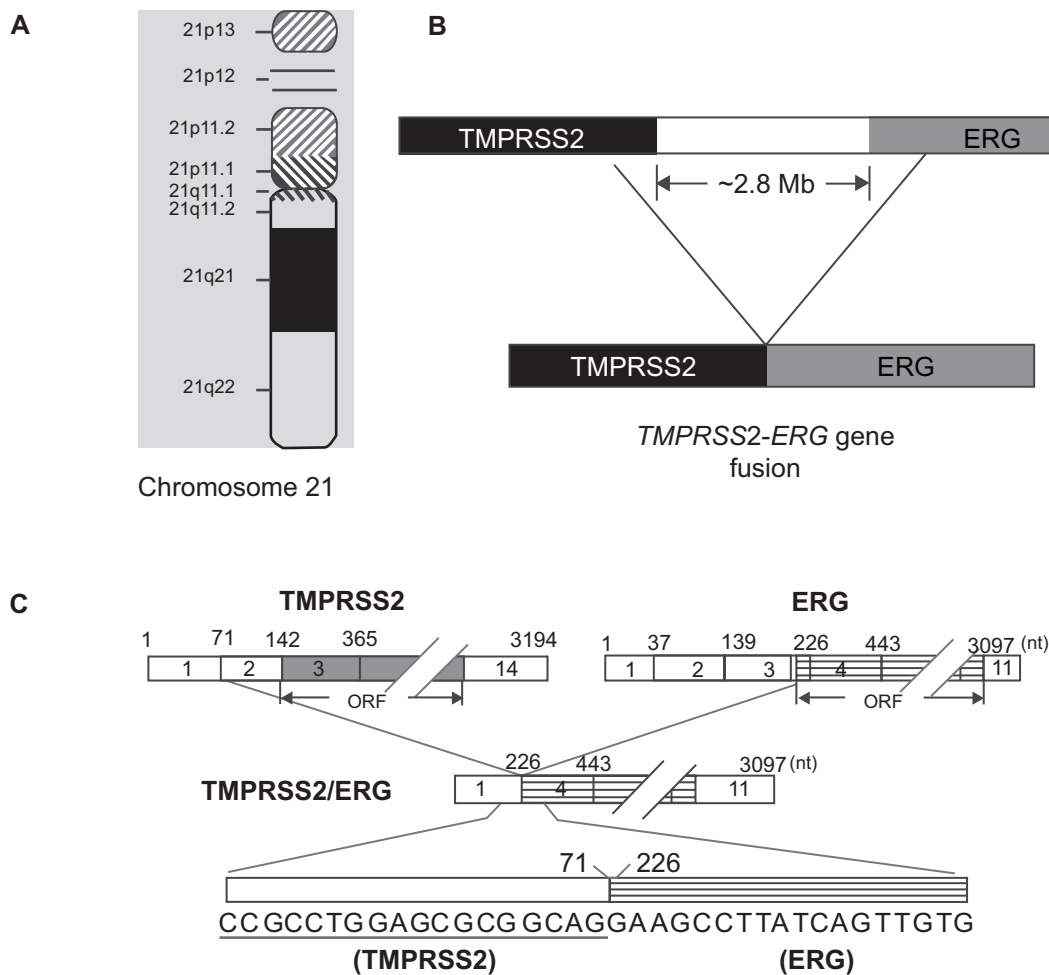 A
21p13
21p12
21p11.2
21p11.1
21q11.1
21q11.2
21q21
21q22
Chromosome 21
B
TMPRSS2 ERG
~2.8 Mb
TMPRSS2 ERG
TMPRSS2-ERG gene
fusion
C
TMPRSS2
1 71 142 365 3194
1 2 3 14
ORF
ERG
1 37 139 226 443 3097 (nt)
1 2 3 4 11
ORF
TMPRSS2/ERG
226 443 3097 (nt)
1 4 11
71 226
CCGCCTGGAGCGCGGCAGGAAGCCTTATCAGTTGTG
(TMPRSS2) (ERG)